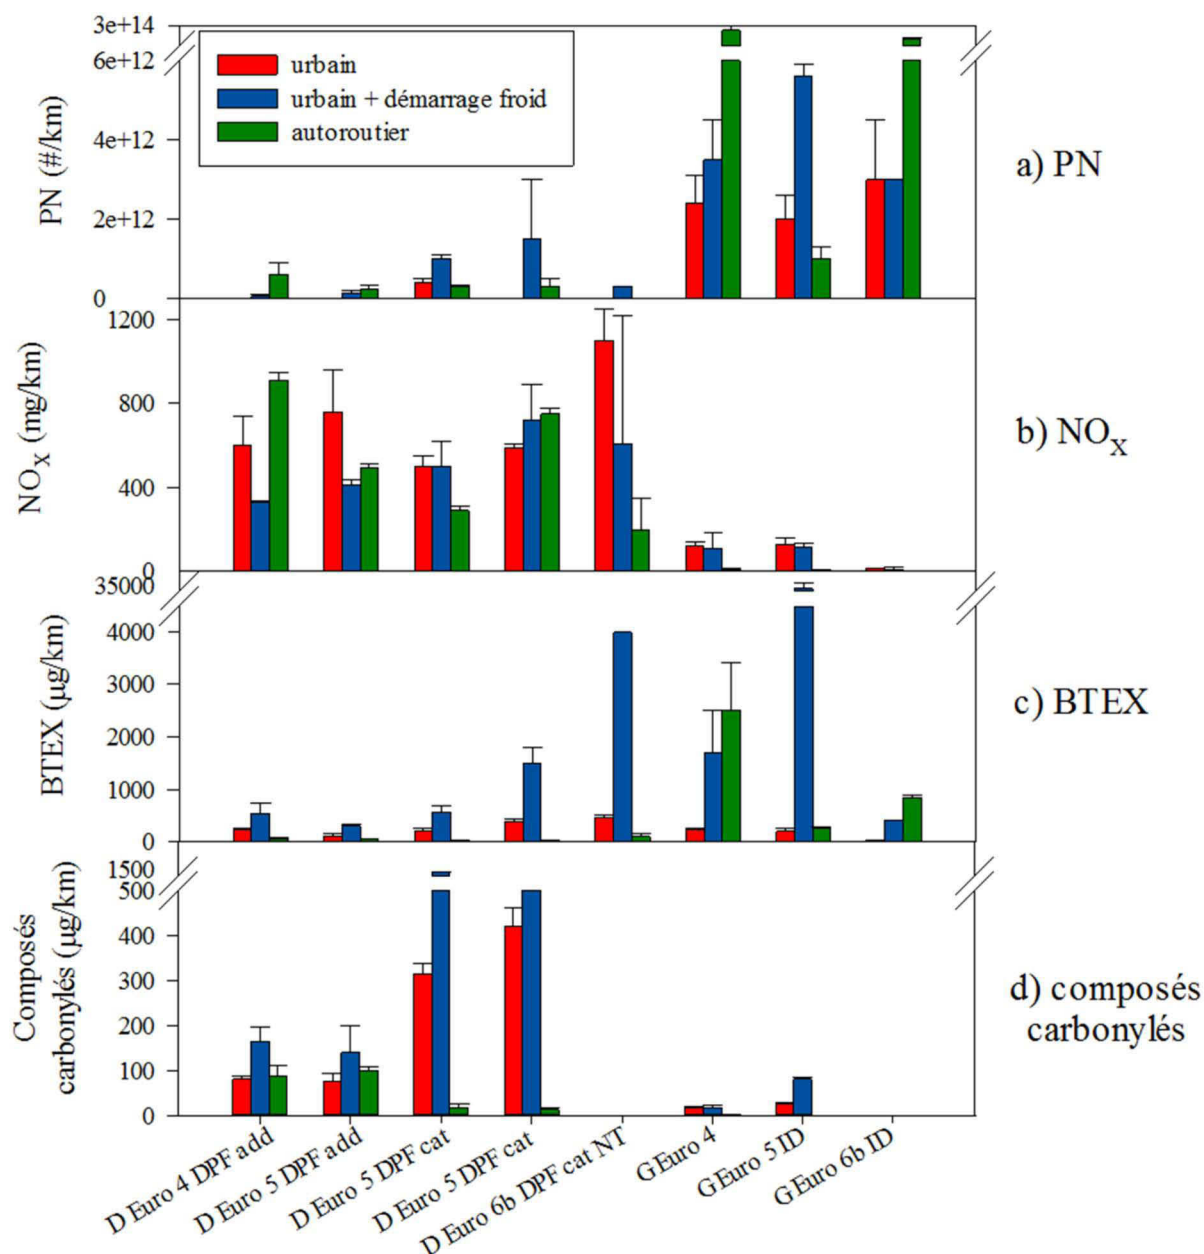 3e+14
6e+12
4e+12
2e+12
0
PN (#/km)
urbain
urbain + démarrage froid
autoroutier
a) PN
1200
800
400
0
NOX (mg/km)
b) NOX
35000
4000
3000
2000
1000
0
BTEX (µg/km)
c) BTEX
1500
500
400
300
200
100
0
Composés
carbonylés (µg/km)
d) composés
carbonylés
D Euro 4 DPF add
D Euro 5 DPF add
D Euro 5 DPF cat
D Euro 5 DPF cat
D Euro 6b DPF cat NT
G Euro 4
G Euro 5 ID
G Euro 6b ID